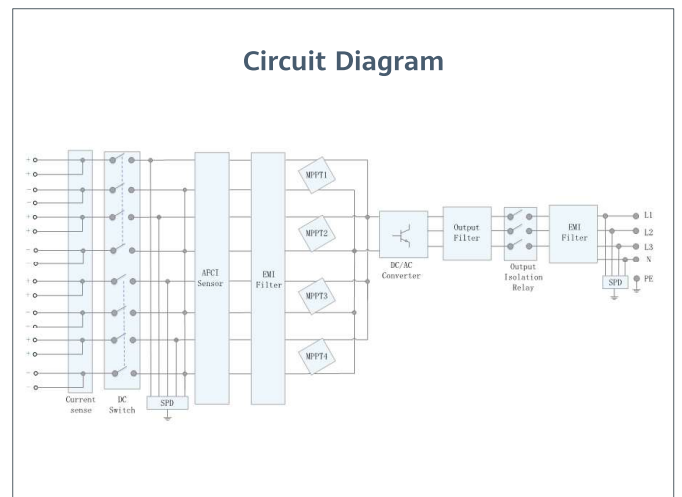 Circuit Diagram
+
+
-
-
+
+
-
-
+
+
-
-
+
+
-
-
Current
sense
DC
Switch
SPD
AFCI
Sensor
EMI
Filter
MPPT1
MPPT2
MPPT3
MPPT4
DC/AC
Converter
Output
Filter
Output
Isolation
Relay
EMI
Filter
L1
L2
L3
N
PE
SPD